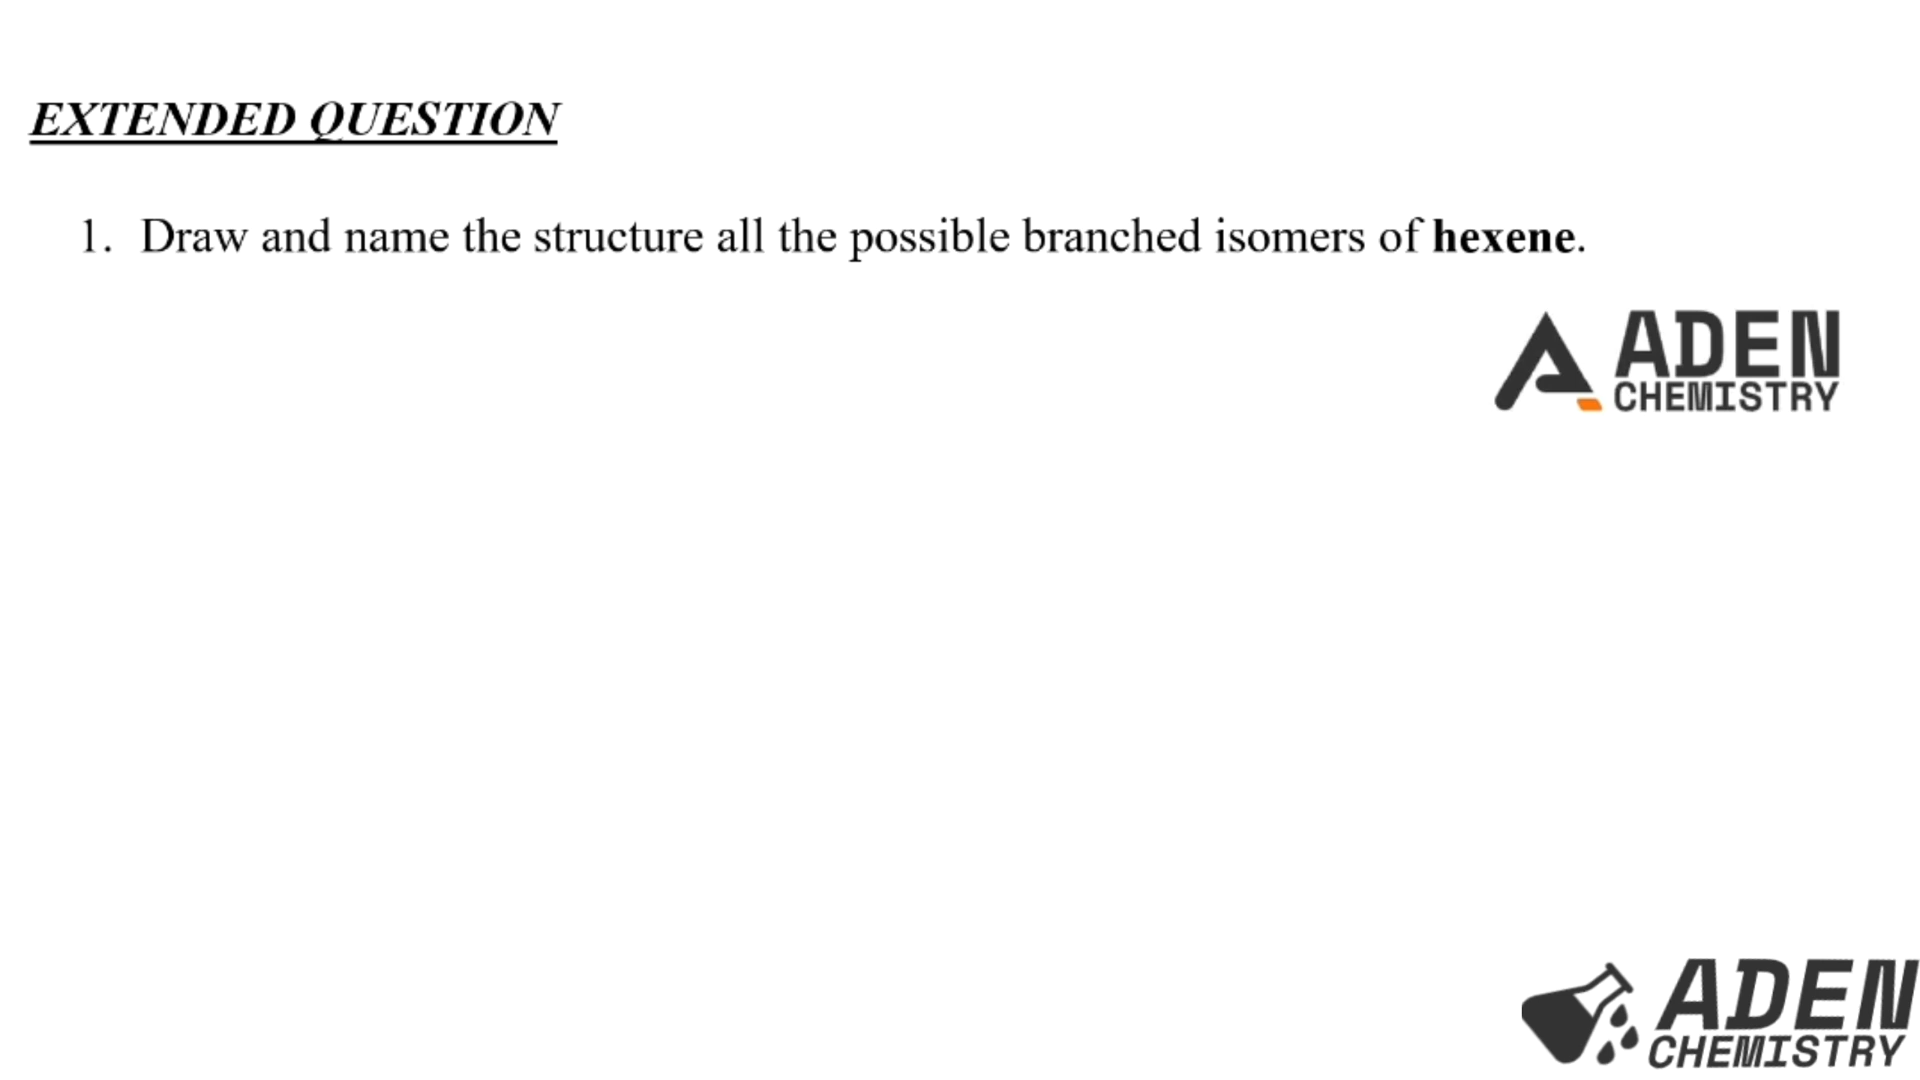 EXTENDED QUESTION
1. Draw and name the structure all the possible branched isomers of hexene.
ADEN
CHEMISTRY
ADEN
CHEMISTRY